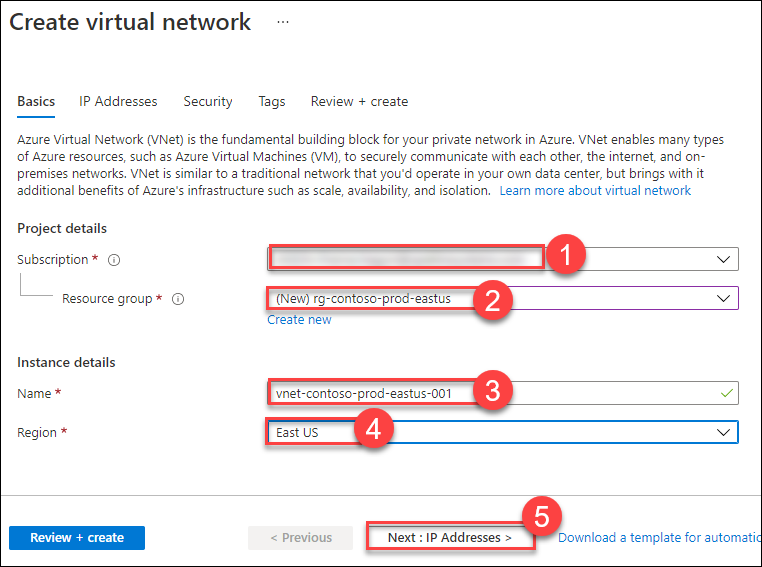 Create virtual network ...
Basics IP Addresses Security Tags Review + create
Azure Virtual Network (VNet) is the fundamental building block for your private network in Azure. VNet enables many types
of Azure resources, such as Azure Virtual Machines (VM), to securely communicate with each other, the internet, and on-
premises networks. VNet is similar to a traditional network that you'd operate in your own data center, but brings with it
additional benefits of Azure's infrastructure such as scale, availability, and isolation. Learn more about virtual network
Project details
Subscription * 1
Resource group * (New) rg-contoso-prod-eastus 2
Create new
Instance details
Name * vnet-contoso-prod-eastus-001 3
Region * East US 4
5
Review + create < Previous Next : IP Addresses > Download a template for automatic